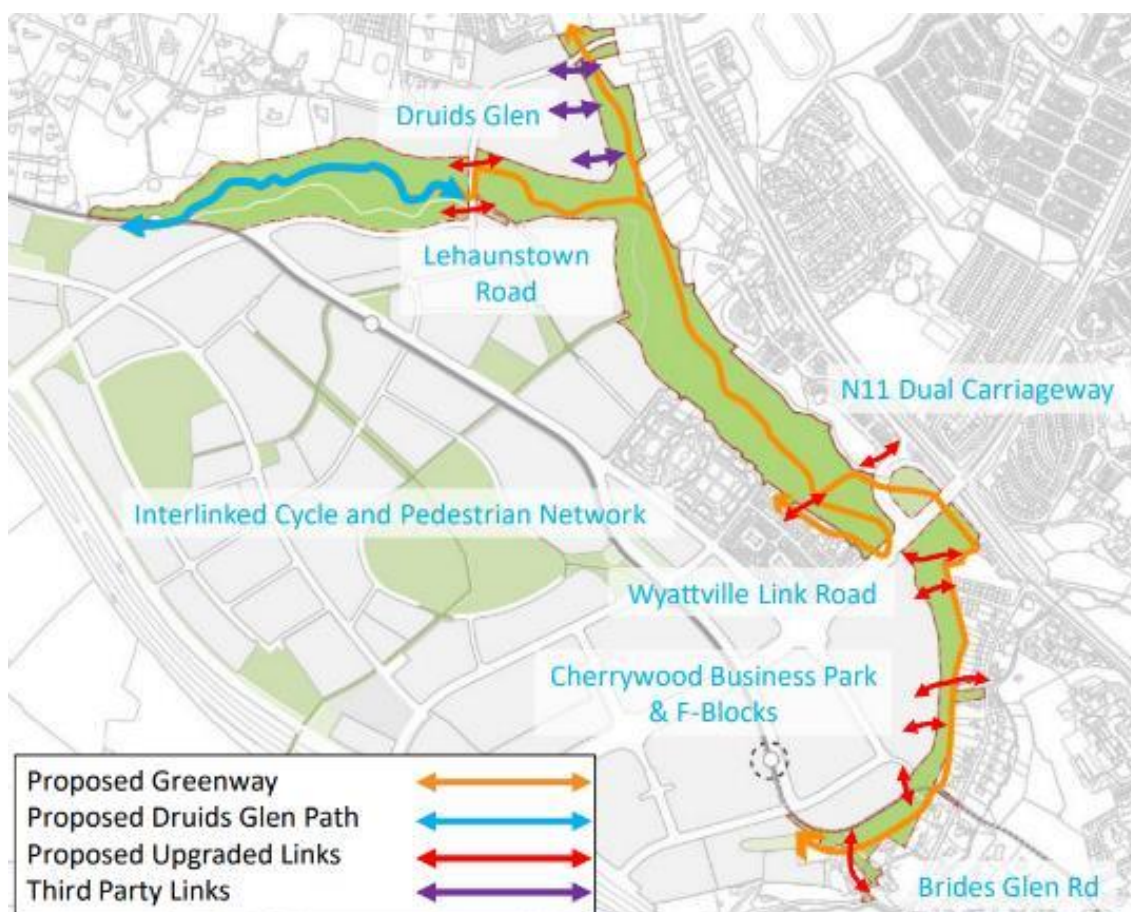 Druids Glen
Lehaunstown
Road
N11 Dual Carriageway
Interlinked Cycle and Pedestrian Network
Wyattville Link Road
Cherrywood Business Park
& F-Blocks
Proposed Greenway
Proposed Druids Glen Path
Proposed Upgraded Links
Third Party Links
Brides Glen Rd